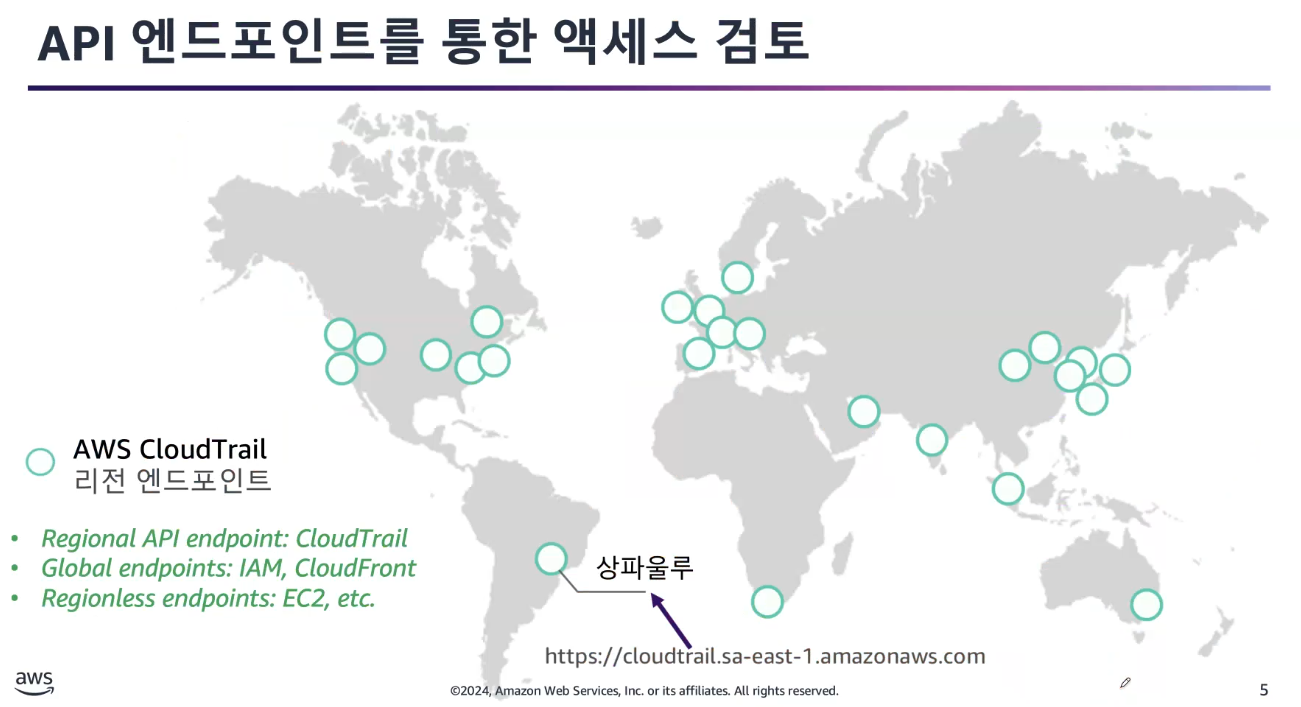 API 엔드포인트를 통한 액세스 검토
AWS CloudTrail
리전 엔드포인트
• Regional API endpoint: CloudTrail
• Global endpoints: IAM, CloudFront
• Regionless endpoints: EC2, etc.
상파울루
https://cloudtrail.sa-east-1.amazonaws.com
aws
©2024, Amazon Web Services, Inc. or its affiliates. All rights reserved.
5